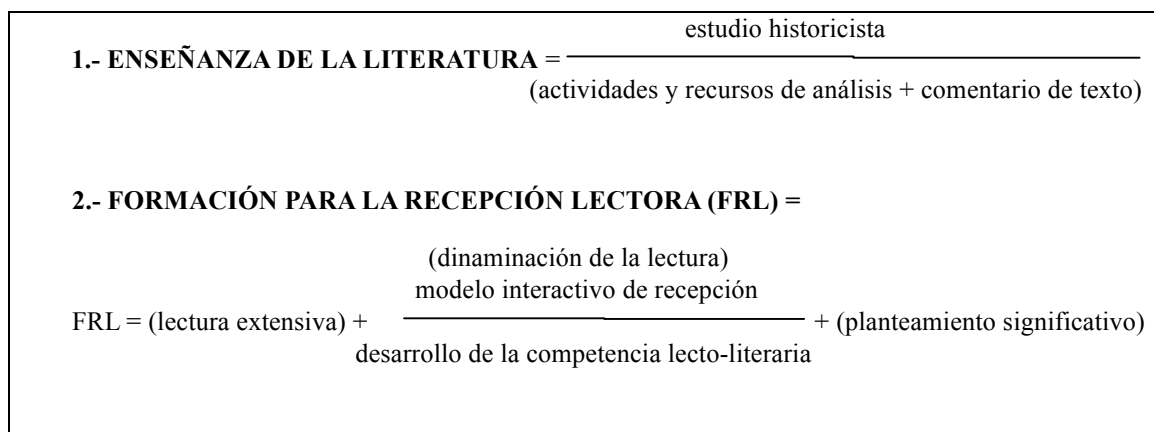 estudio historicista
1.- ENSEÑANZA DE LA LITERATURA =
(actividades y recursos de análisis + comentario de texto)
2.- FORMACIÓN PARA LA RECEPCIÓN LECTORA (FRL) =
(dinaminación de la lectura)
modelo interactivo de recepción
FRL = (lectura extensiva) + + (planteamiento significativo)
desarrollo de la competencia lecto-literaria